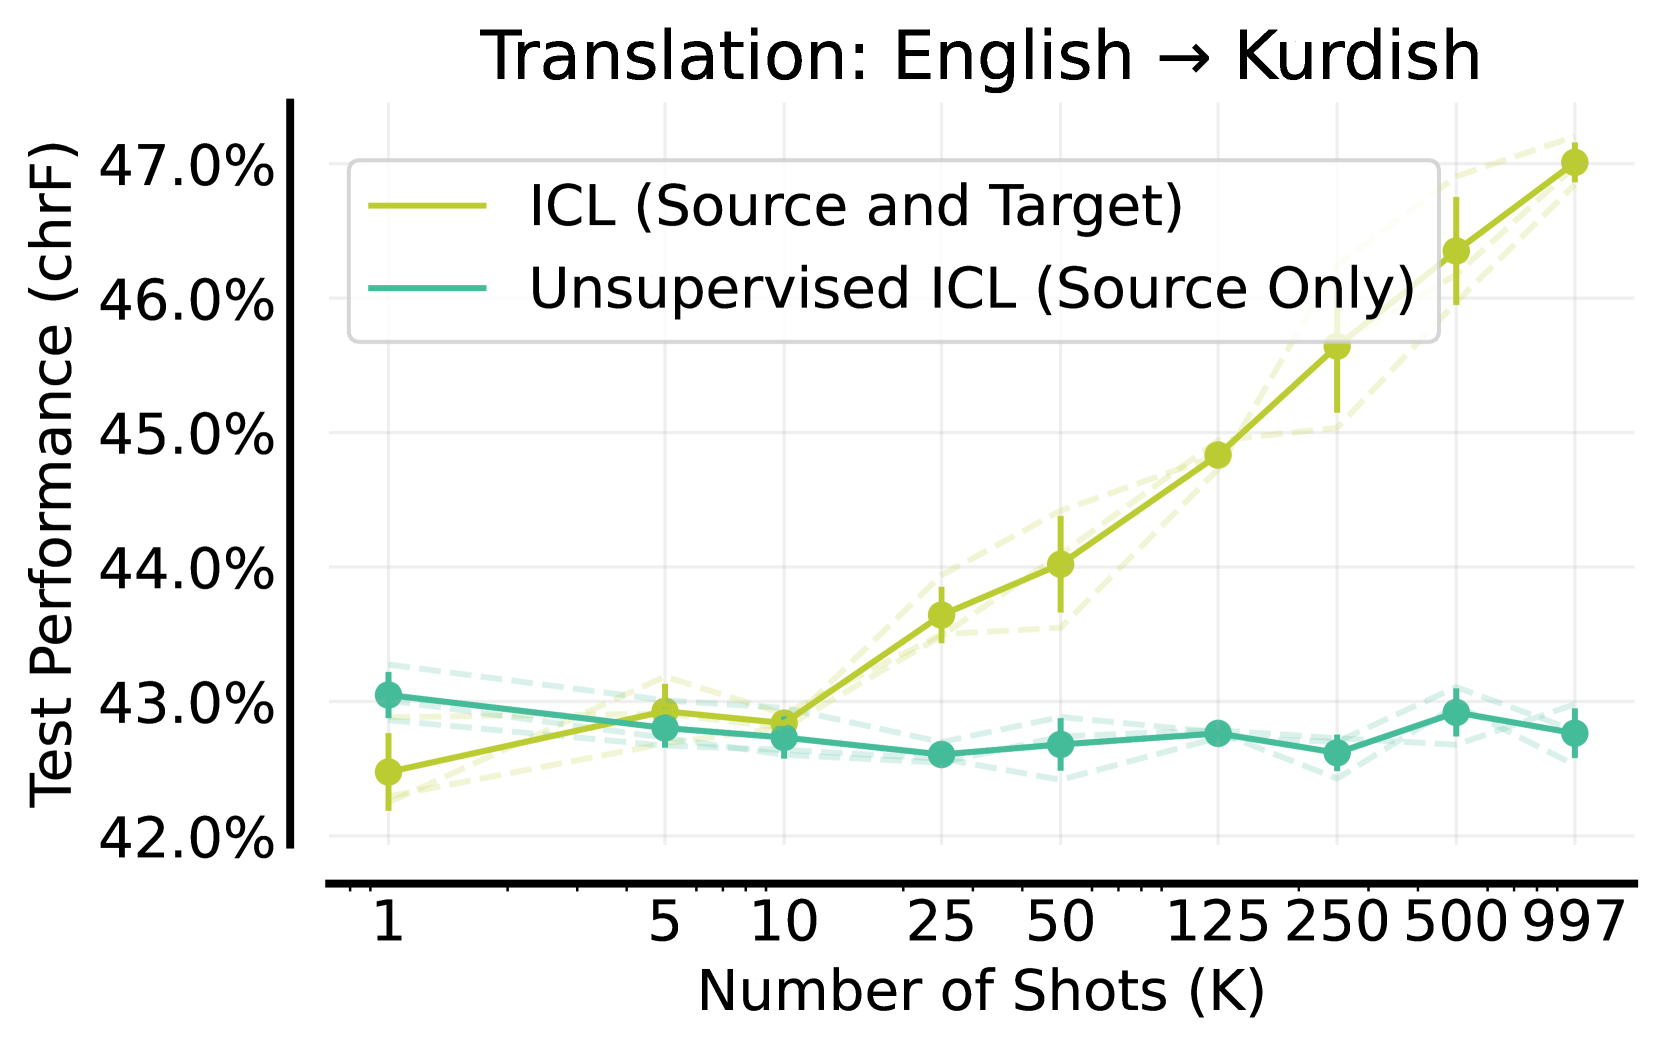 Translation: English → Kurdish
Test Performance (chrF)
47.0%
46.0%
45.0%
44.0%
43.0%
42.0%
ICL (Source and Target)
Unsupervised ICL (Source Only)
1 5 10 25 50 125 250 500 997
Number of Shots (K)